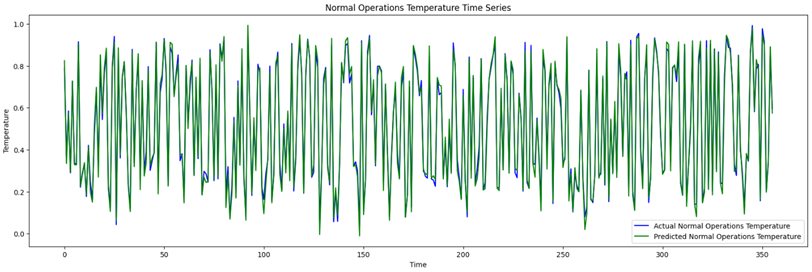 Normal Operations Temperature Time Series
1.0
0.8
0.6
0.4
0.2
0.0
Temperature
0
50
100
150
200
250
300
350
Time
Actual Normal Operations Temperature
Predicted Normal Operations Temperature